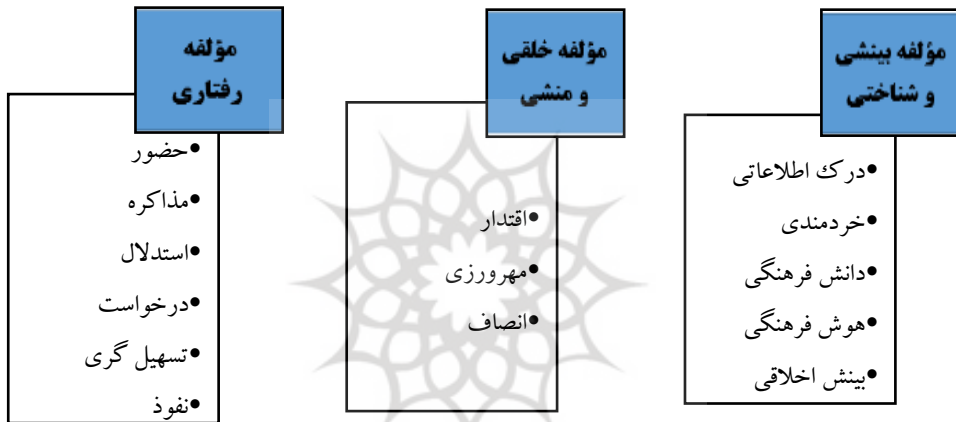 مؤلفه بینشی
و شناختی
•درک اطلاعاتی
•خردمندی
•دانش فرهنگی
•هوش فرهنگی
•بینش اخلاقی
مؤلفه خلقی
و منشی
•اقتدار
•مهرورزی
•انصاف
مؤلفه
رفتاری
•حضور
•مذاکره
•استدلال
•درخواست
•تسهیل گری
•نفوذ